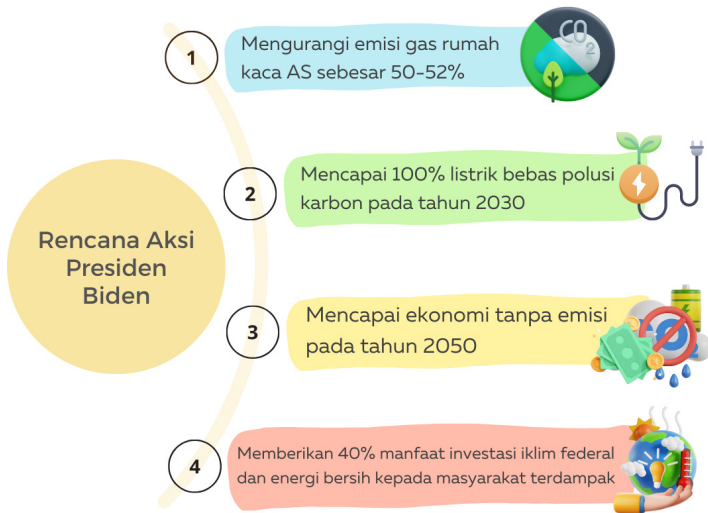 Rencana Aksi
Presiden
Biden
1
Mengurangi emisi gas rumah
kaca AS sebesar 50-52%
CO2
2
Mencapai 100% listrik bebas polusi
karbon pada tahun 2030
3
Mencapai ekonomi tanpa emisi
pada tahun 2050
4
Memberikan 40% manfaat investasi iklim federal
dan energi bersih kepada masyarakat terdampak